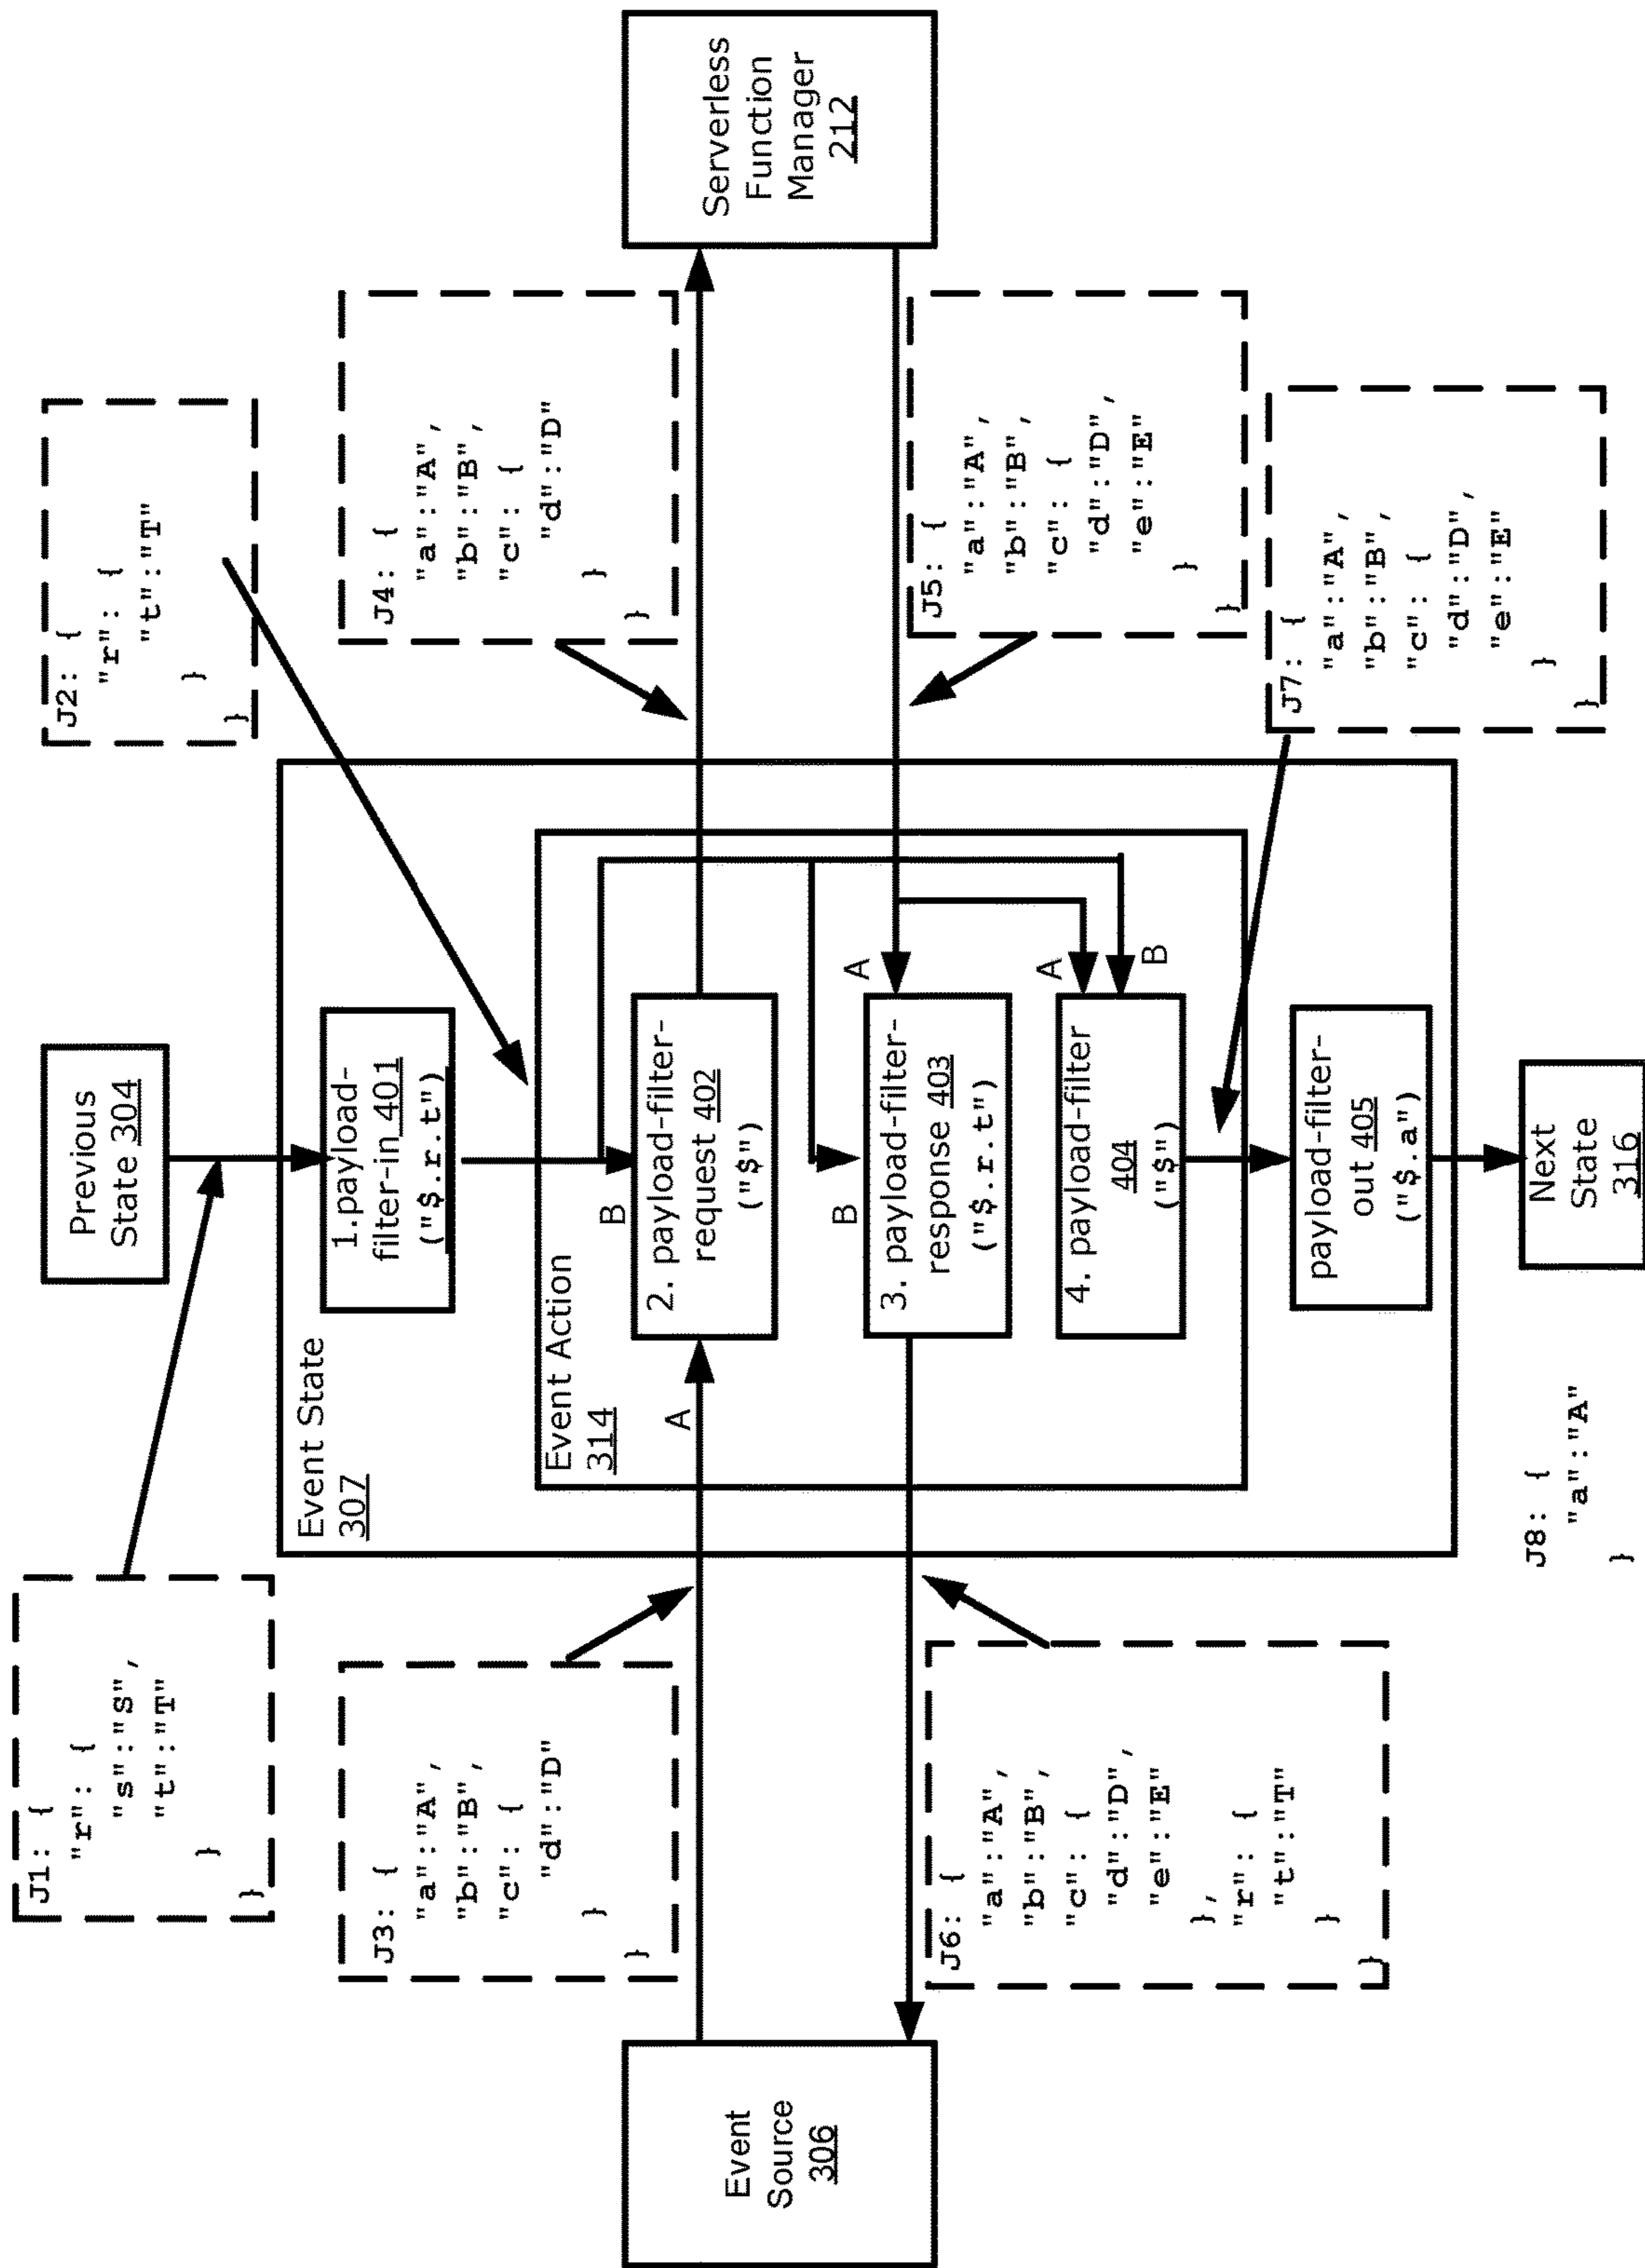 J1: {
"r": {
"s":"S",
"t":"T"
}
}
Previous
State 304
J2: {
"r": {
"t":"T"
}
}
Event State
307
1.payload-
filter-in 401
("$.r.t")
J3: {
"a":"A",
"b":"B",
"c": {
"d":"D"
}
}
J4: {
"a":"A",
"b":"B",
"c": {
"d":"D"
}
}
Event Action
314
B
A
2. payload-filter-
request 402
("$")
Event
Source
306
Serverless
Function
Manager
212
B
A
3. payload-filter-
response 403
("$.r.t")
J5: {
"a":"A",
"b":"B",
"c": {
"d":"D",
"e":"E"
}
}
J6: {
"a":"A",
"b":"B",
"c": {
"d":"D",
"e":"E"
},
"r": {
"t":"T"
}
}
A
B
4. payload-filter
404
("$")
J7: {
"a":"A",
"b":"B",
"c": {
"d":"D",
"e":"E"
}
}
payload-filter-
out 405
("$.a")
J8: {
"a":"A"
}
Next
State
316